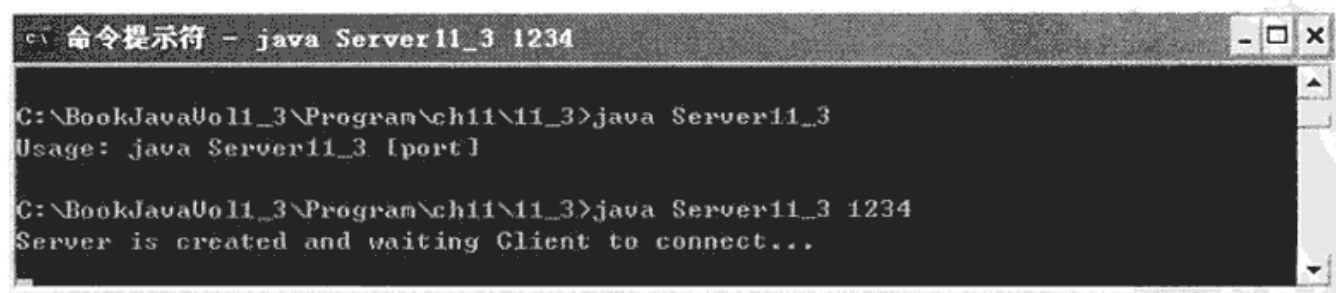 命令提示符 - java Server11_3 1234
C:\BookJavaVol1_3\Program\ch11\11_3>java Server11_3
Usage: java Server11_3 [port]
C:\BookJavaVol1_3\Program\ch11\11_3>java Server11_3 1234
Server is created and waiting Client to connect...